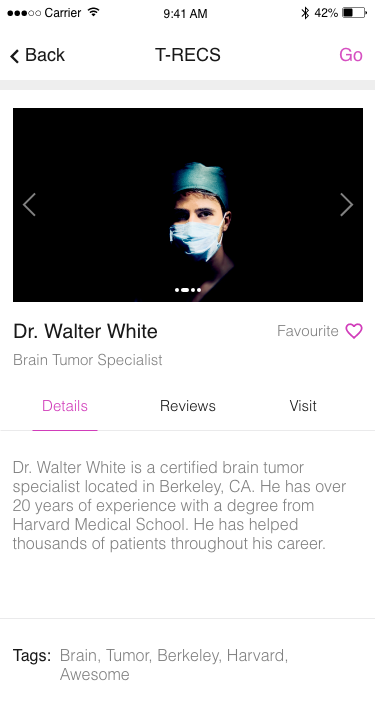 Carrier 9:41 AM 42%
Back T-RECS Go
Dr. Walter White Favourite
Brain Tumor Specialist
Details Reviews Visit
Dr. Walter White is a certified brain tumor
specialist located in Berkeley, CA. He has over
20 years of experience with a degree from
Harvard Medical School. He has helped
thousands of patients throughout his career.
Tags: Brain, Tumor, Berkeley, Harvard,
Awesome